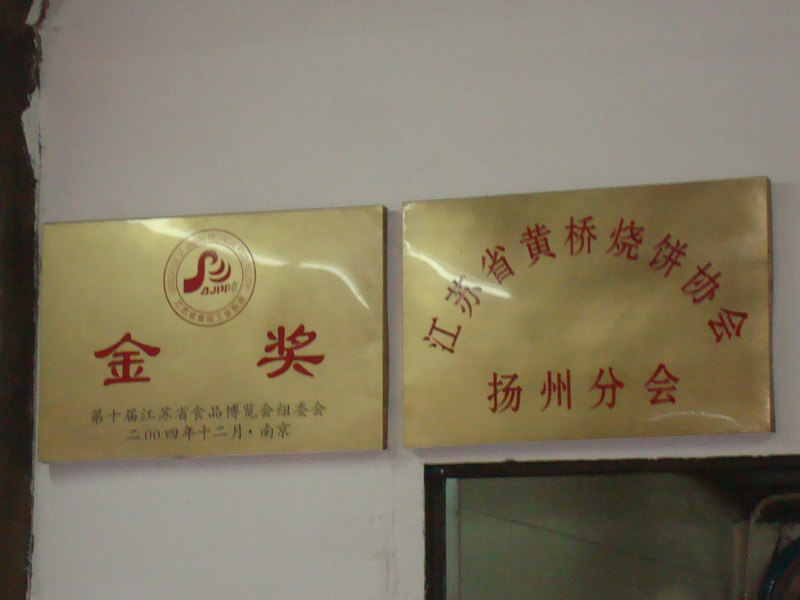 AJPRO
金 奖
第十届江苏省食品博览会组委会
二00四年十二月·南京
江苏省黄桥烧饼协会
扬州分会